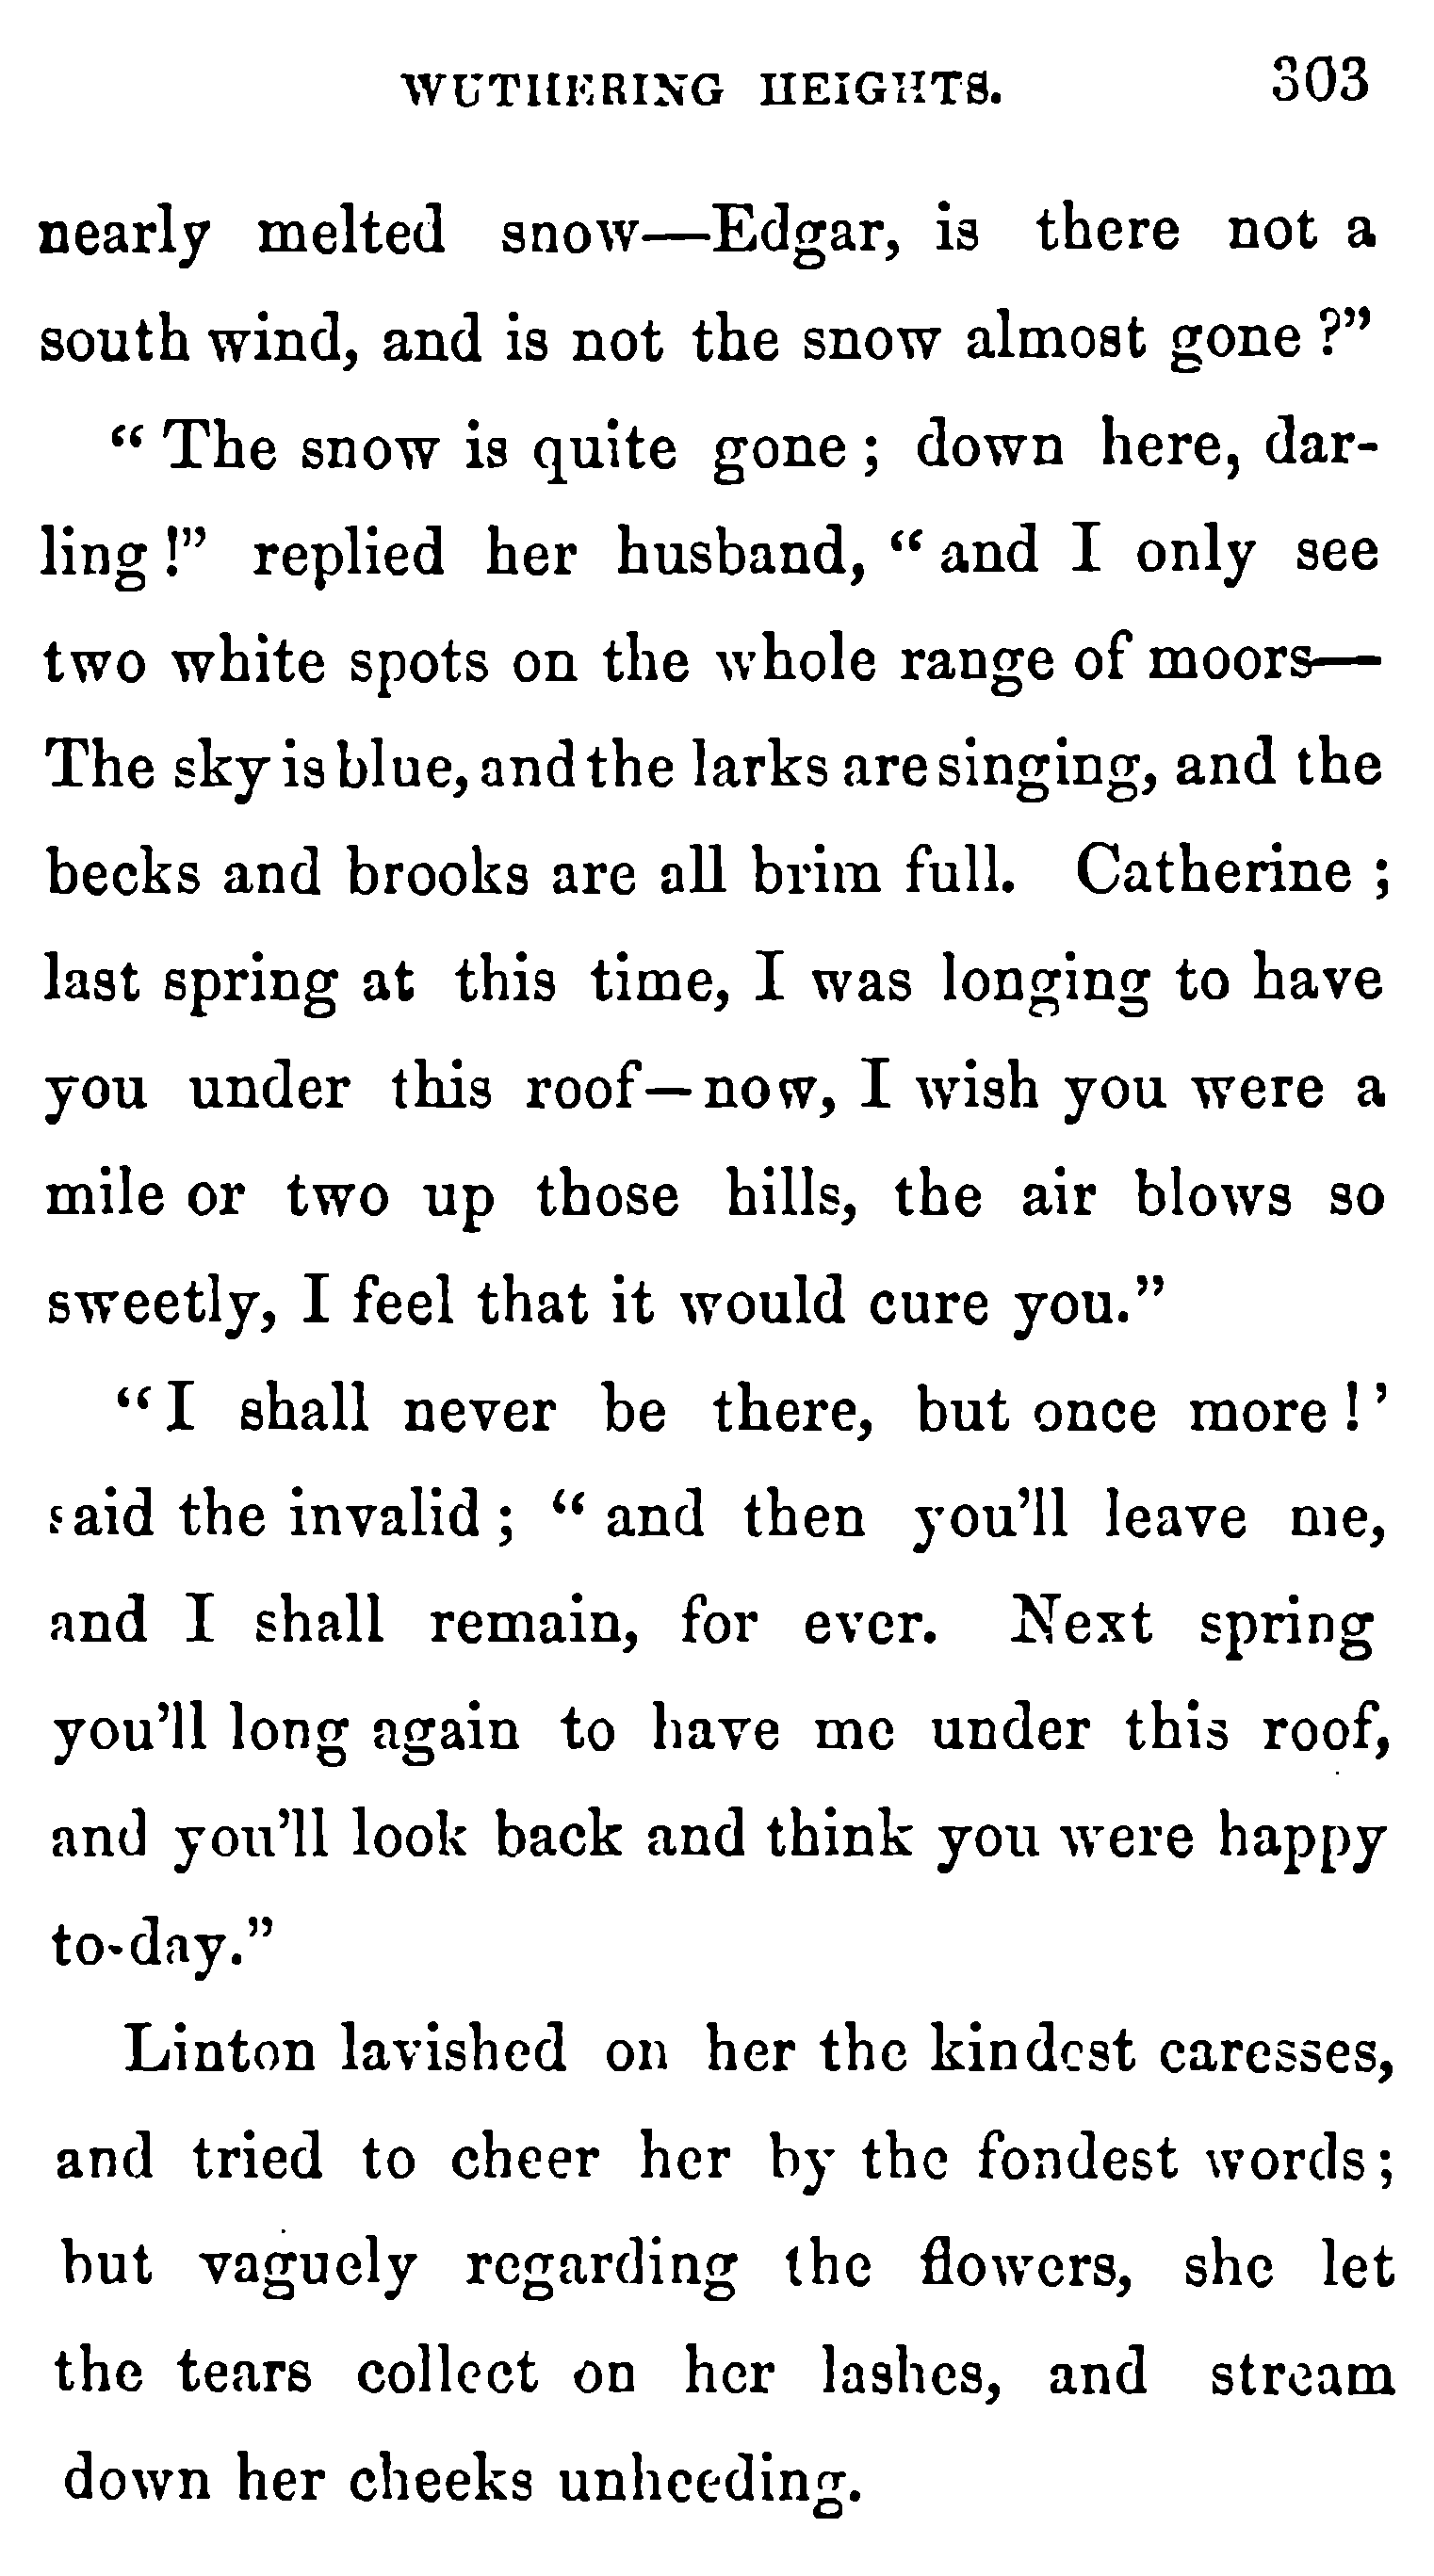 WUTHERING HEIGHTS. 303
nearly melted snow—Edgar, is there not a
south wind, and is not the snow almost gone ?”
“ The snow is quite gone ; down here, dar-
ling !” replied her husband, “ and I only see
two white spots on the whole range of moors—
The sky is blue, and the larks are singing, and the
becks and brooks are all brim full. Catherine ;
last spring at this time, I was longing to have
you under this roof—now, I wish you were a
mile or two up those hills, the air blows so
sweetly, I feel that it would cure you.”
“I shall never be there, but once more !’
said the invalid ; “ and then you’ll leave me,
and I shall remain, for ever. Next spring
you’ll long again to have me under this roof,
and you’ll look back and think you were happy
to-day.”
Linton lavished on her the kindest caresses,
and tried to cheer her by the fondest words ;
but vaguely regarding the flowers, she let
the tears collect on her lashes, and stream
down her cheeks unheeding.